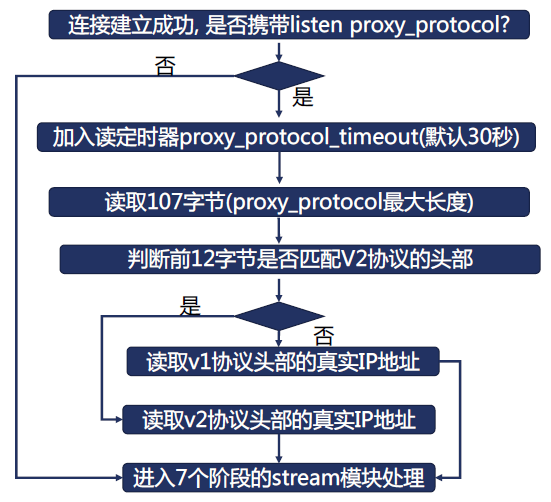 连接建立成功, 是否携带listen proxy_protocol?
否
是
加入读定时器proxy_protocol_timeout(默认30秒)
读取107字节(proxy_protocol最大长度)
判断前12字节是否匹配V2协议的头部
是
否
读取v1协议头部的真实IP地址
读取v2协议头部的真实IP地址
进入7个阶段的stream模块处理